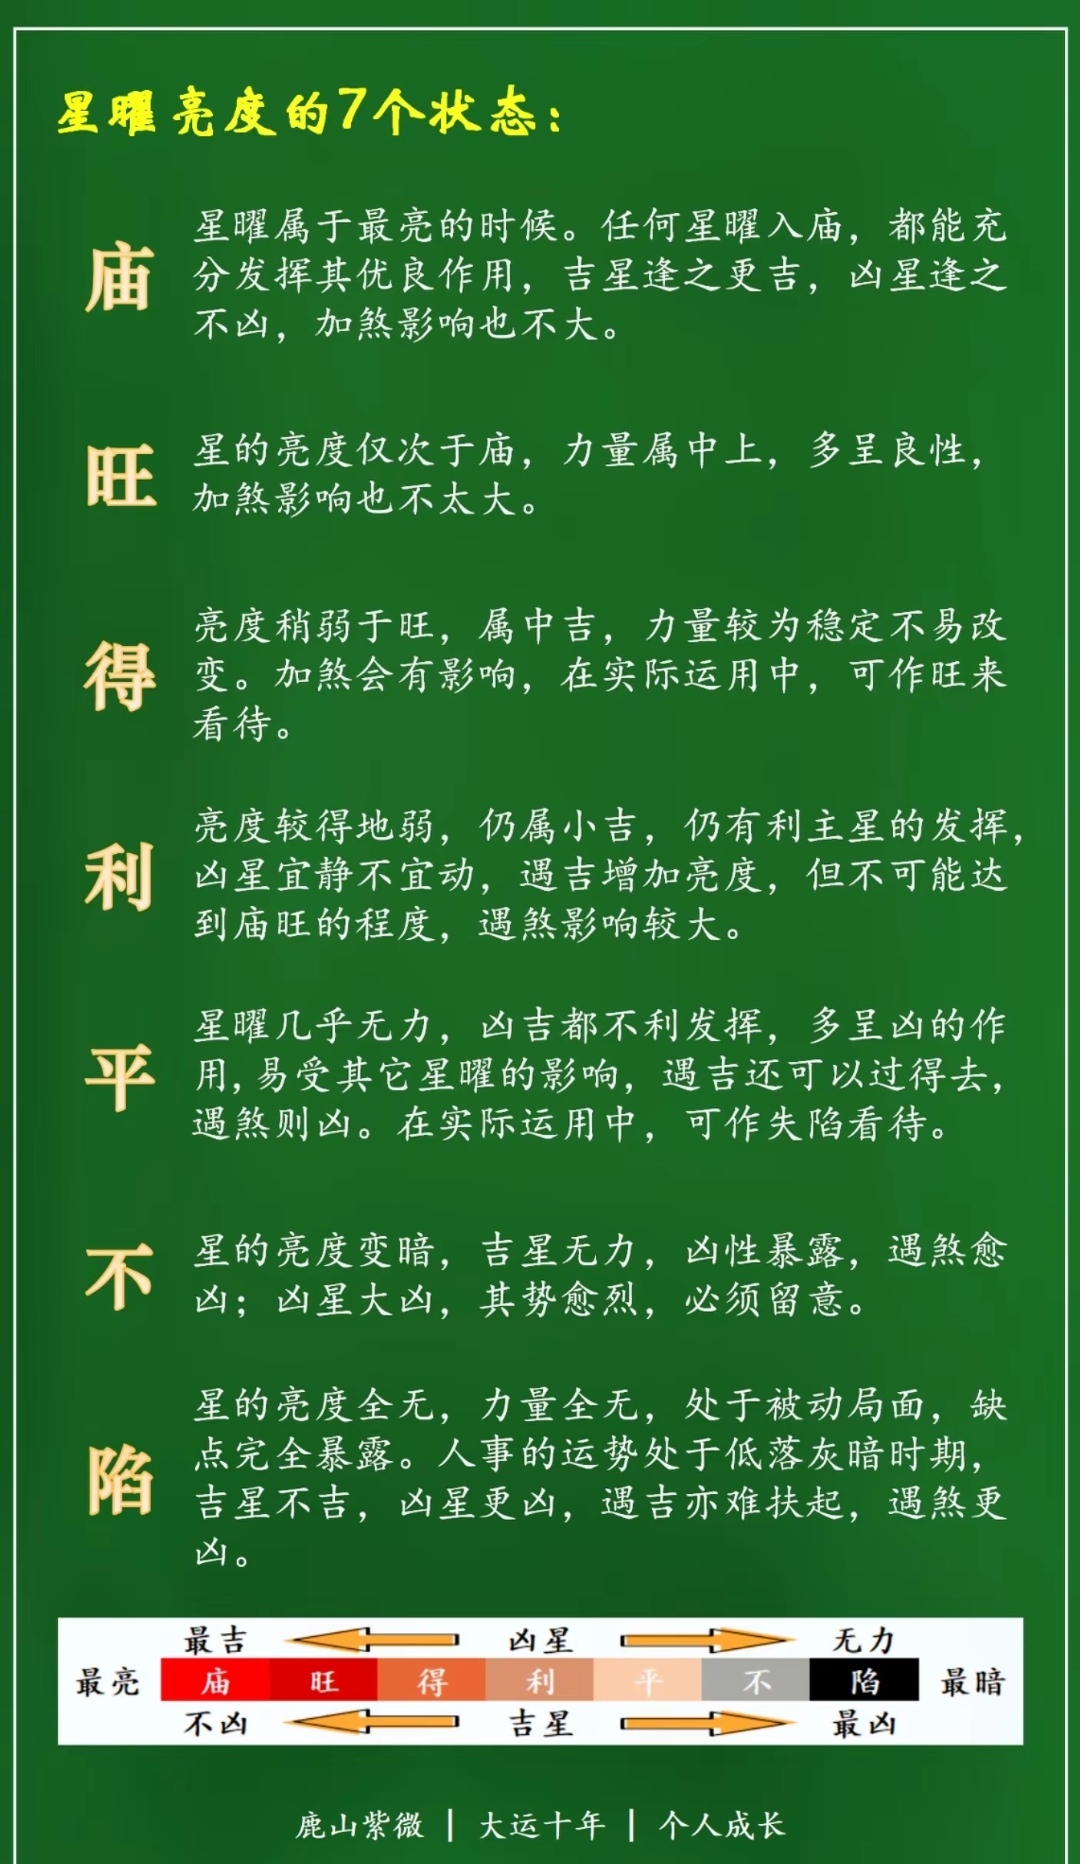 星曜亮度的7个状态：
庙
星曜属于最亮的时候。任何星曜入庙，都能充
分发挥其优良作用，吉星逢之更吉，凶星逢之
不凶，加煞影响也不大。
旺
星的亮度仅次于庙，力量属中上，多呈良性，
加煞影响也不太大。
得
亮度稍弱于旺，属中吉，力量较为稳定不易改
变。加煞会有影响，在实际运用中，可作旺来
看待。
利
亮度较得地弱，仍属小吉，仍有利主星的发挥，
凶星宜静不宜动，遇吉增加亮度，但不可能达
到庙旺的程度，遇煞影响较大。
平
星曜几乎无力，凶吉都不利发挥，多呈凶的作
用,易受其它星曜的影响，遇吉还可以过得去，
遇煞则凶。在实际运用中，可作失陷看待。
不
星的亮度变暗，吉星无力，凶性暴露，遇煞愈
凶；凶星大凶，其势愈烈，必须留意。
陷
星的亮度全无，力量全无，处于被动局面，缺
点完全暴露。人事的运势处于低落灰暗时期，
吉星不吉，凶星更凶，遇吉亦难扶起，遇煞更
凶。
最吉 凶星 无力
最亮 庙 旺 得 利 平 不 陷 最暗
不凶 吉星 最凶
鹿山紫微 | 大运十年 | 个人成长